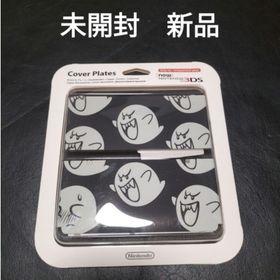 未開封 新品
Cover Plates
new
NINTENDO 3DS
Nintendo